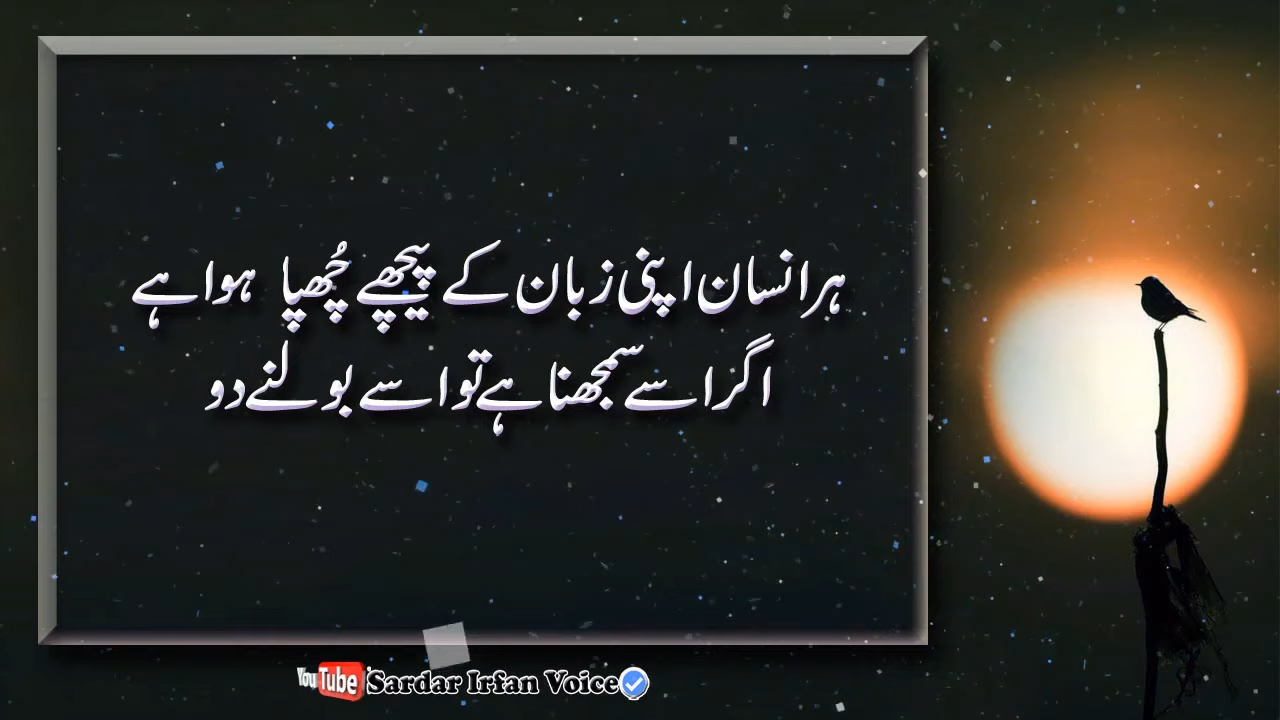 ہر انسان اپنی زبان کے پیچھے چُھپا ہوا ہے
اگر اسے سمجھنا ہے تو اسے بولنے دو
YouTube Sardar Irfan Voice